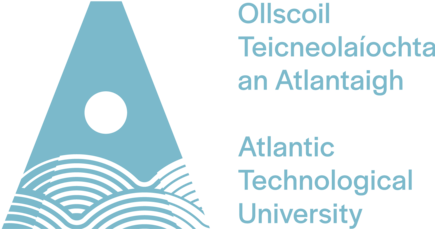 Ollscoil
Teicneolaíochta
an Atlantaigh
Atlantic
Technological
University